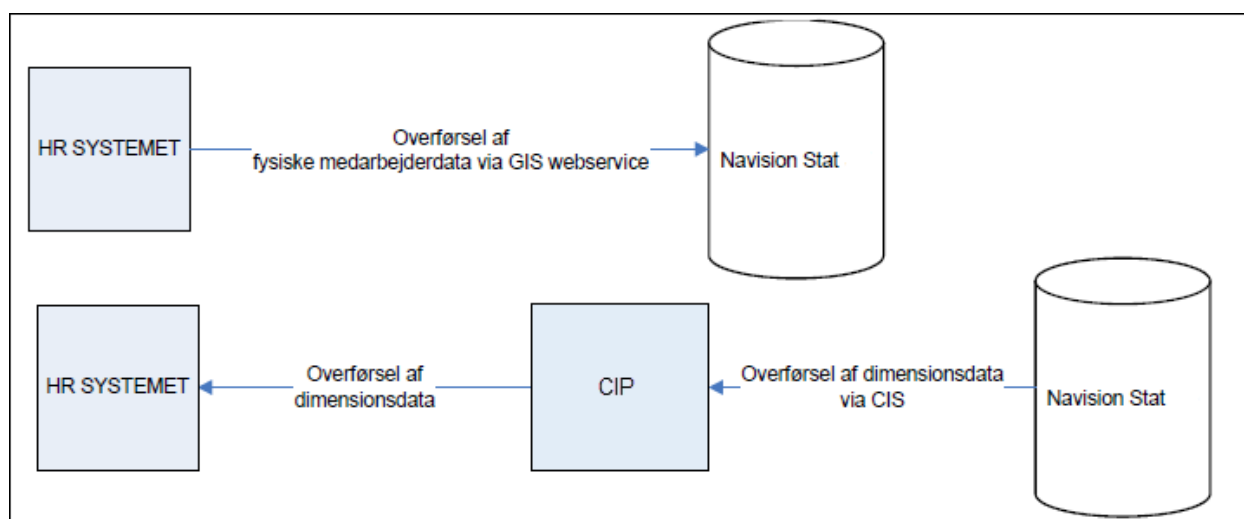 HR SYSTEMET
Overførsel af
fysiske medarbejderdata via GIS webservice
Navision Stat
HR SYSTEMET
Overførsel af
dimensionsdata
CIP
Overførsel af dimensionsdata
via CIS
Navision Stat